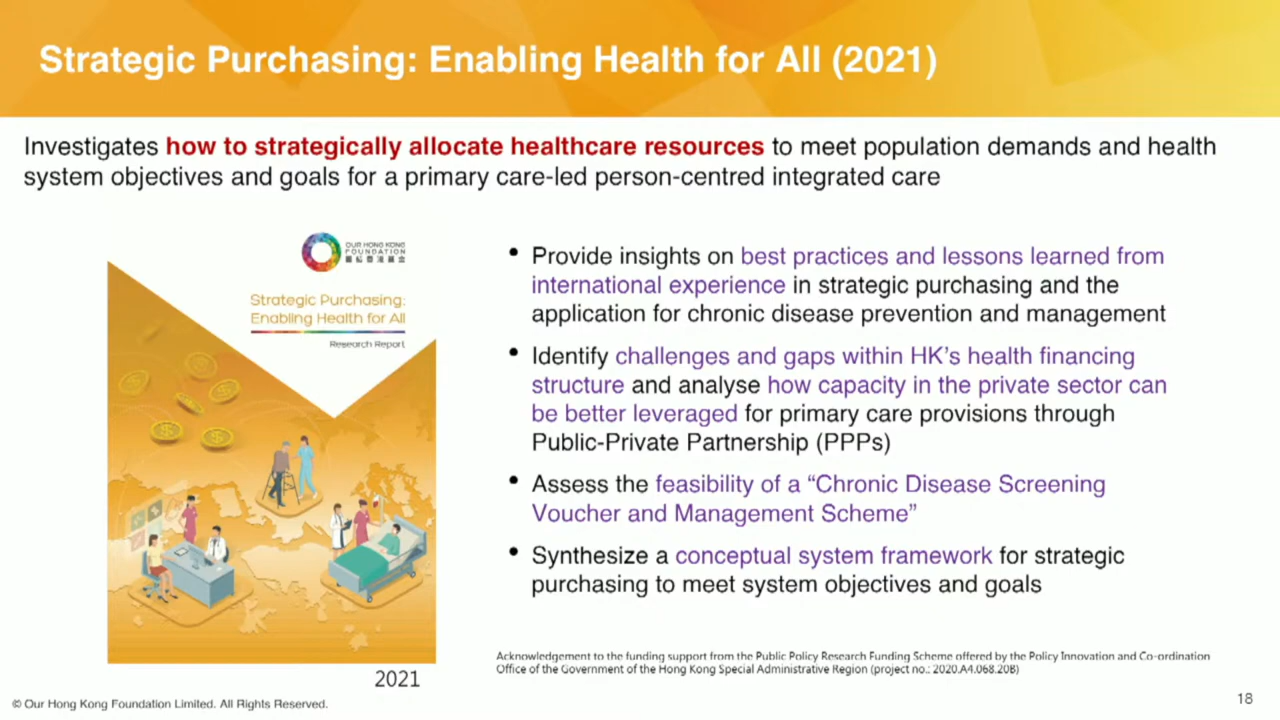 Strategic Purchasing: Enabling Health for All (2021)
Investigates how to strategically allocate healthcare resources to meet population demands and health
system objectives and goals for a primary care-led person-centred integrated care
OUR HONG KONG
FOUNDATION
團結香港基金
Strategic Purchasing:
Enabling Health for All
Research Report
2021
• Provide insights on best practices and lessons learned from
international experience in strategic purchasing and the
application for chronic disease prevention and management
• Identify challenges and gaps within HK’s health financing
structure and analyse how capacity in the private sector can
be better leveraged for primary care provisions through
Public-Private Partnership (PPPs)
• Assess the feasibility of a “Chronic Disease Screening
Voucher and Management Scheme”
• Synthesize a conceptual system framework for strategic
purchasing to meet system objectives and goals
Acknowledgement to the funding support from the Public Policy Research Funding Scheme offered by the Policy Innovation and Co-ordination
Office of the Government of the Hong Kong Special Administrative Region (project no.: 2020.A4.068.20B)
© Our Hong Kong Foundation Limited. All Rights Reserved.
18